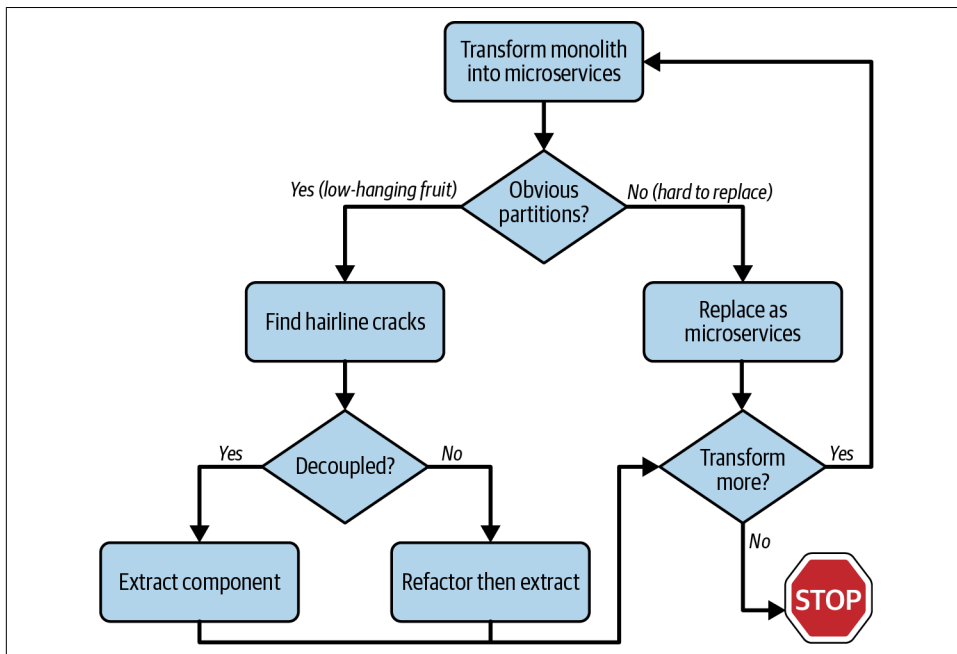 Transform monolith
into microservices
Yes (low-hanging fruit)
Obvious
partitions?
No (hard to replace)
Find hairline cracks
Replace as
microservices
Yes
Decoupled?
No
Transform
more?
Yes
No
Extract component
Refactor then extract
STOP